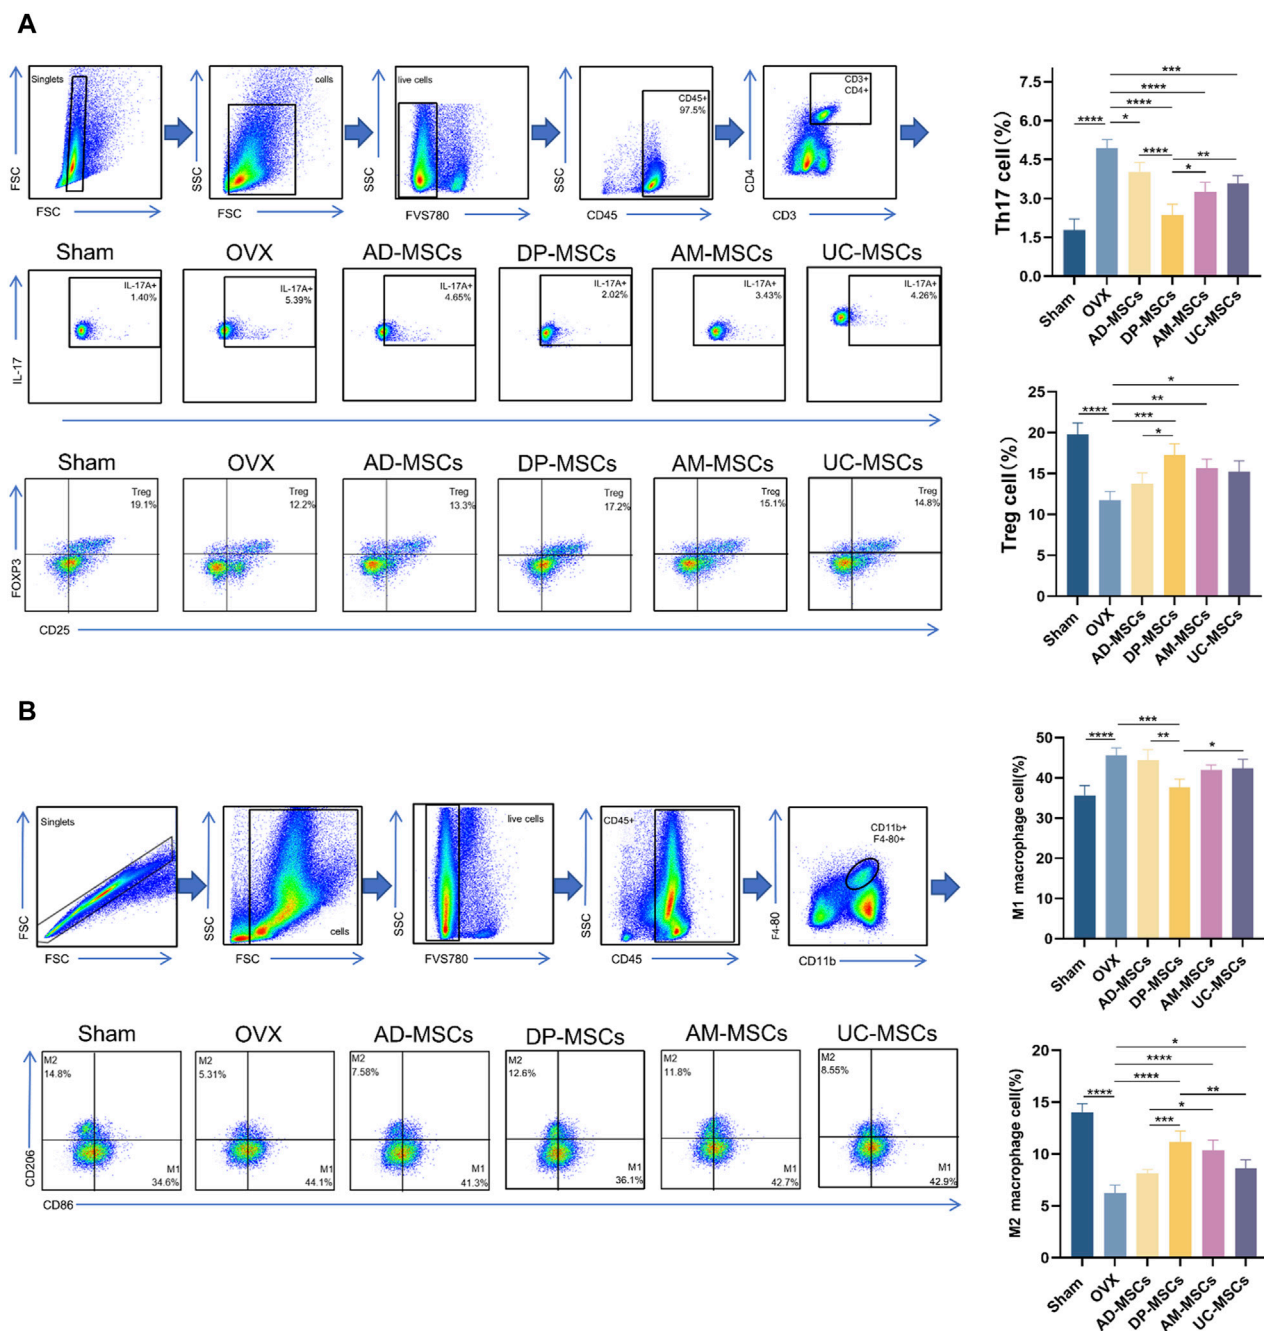 A
Singlets
FSC
FSC
cells
SSC
FSC
live cells
SSC
FVS780
CD45+
97.5%
SSC
CD45
CD3+
CD4+
CD4
CD3
Sham
OVX
AD-MSCs
DP-MSCs
AM-MSCs
UC-MSCs
IL-17A+
1.40%
IL-17A+
5.39%
IL-17A+
4.65%
IL-17A+
2.02%
IL-17A+
3.43%
IL-17A+
4.26%
IL-17
Sham
OVX
AD-MSCs
DP-MSCs
AM-MSCs
UC-MSCs
Treg
19.1%
Treg
12.2%
Treg
13.3%
Treg
17.2%
Treg
15.1%
Treg
14.8%
FOXP3
CD25
Th17 cell(%)
7.5
6.0
4.5
3.0
1.5
0.0
***
****
****
**** *
**** **
*
Sham
OVX
AD-MSCs
DP-MSCs
AM-MSCs
UC-MSCs
Treg cell(%)
25
20
15
10
5
0
*
**
**** ***
*
Sham
OVX
AD-MSCs
DP-MSCs
AM-MSCs
UC-MSCs
B
Singlets
FSC
FSC
cells
SSC
FSC
live cells
SSC
FVS780
CD45+
SSC
CD45
CD11b+
F4-80+
F4-80
CD11b
Sham
OVX
AD-MSCs
DP-MSCs
AM-MSCs
UC-MSCs
M2
14.8%
M1
34.6%
M2
5.31%
M1
44.1%
M2
7.58%
M1
41.3%
M2
12.6%
M1
36.1%
M2
11.8%
M1
42.7%
M2
8.55%
M1
42.9%
CD206
CD86
M1 macrophage cell(%)
50
40
30
20
10
0
***
**** ** *
Sham
OVX
AD-MSCs
DP-MSCs
AM-MSCs
UC-MSCs
M2 macrophage cell(%)
20
15
10
5
0
*
****
****
**** **
*
***
Sham
OVX
AD-MSCs
DP-MSCs
AM-MSCs
UC-MSCs